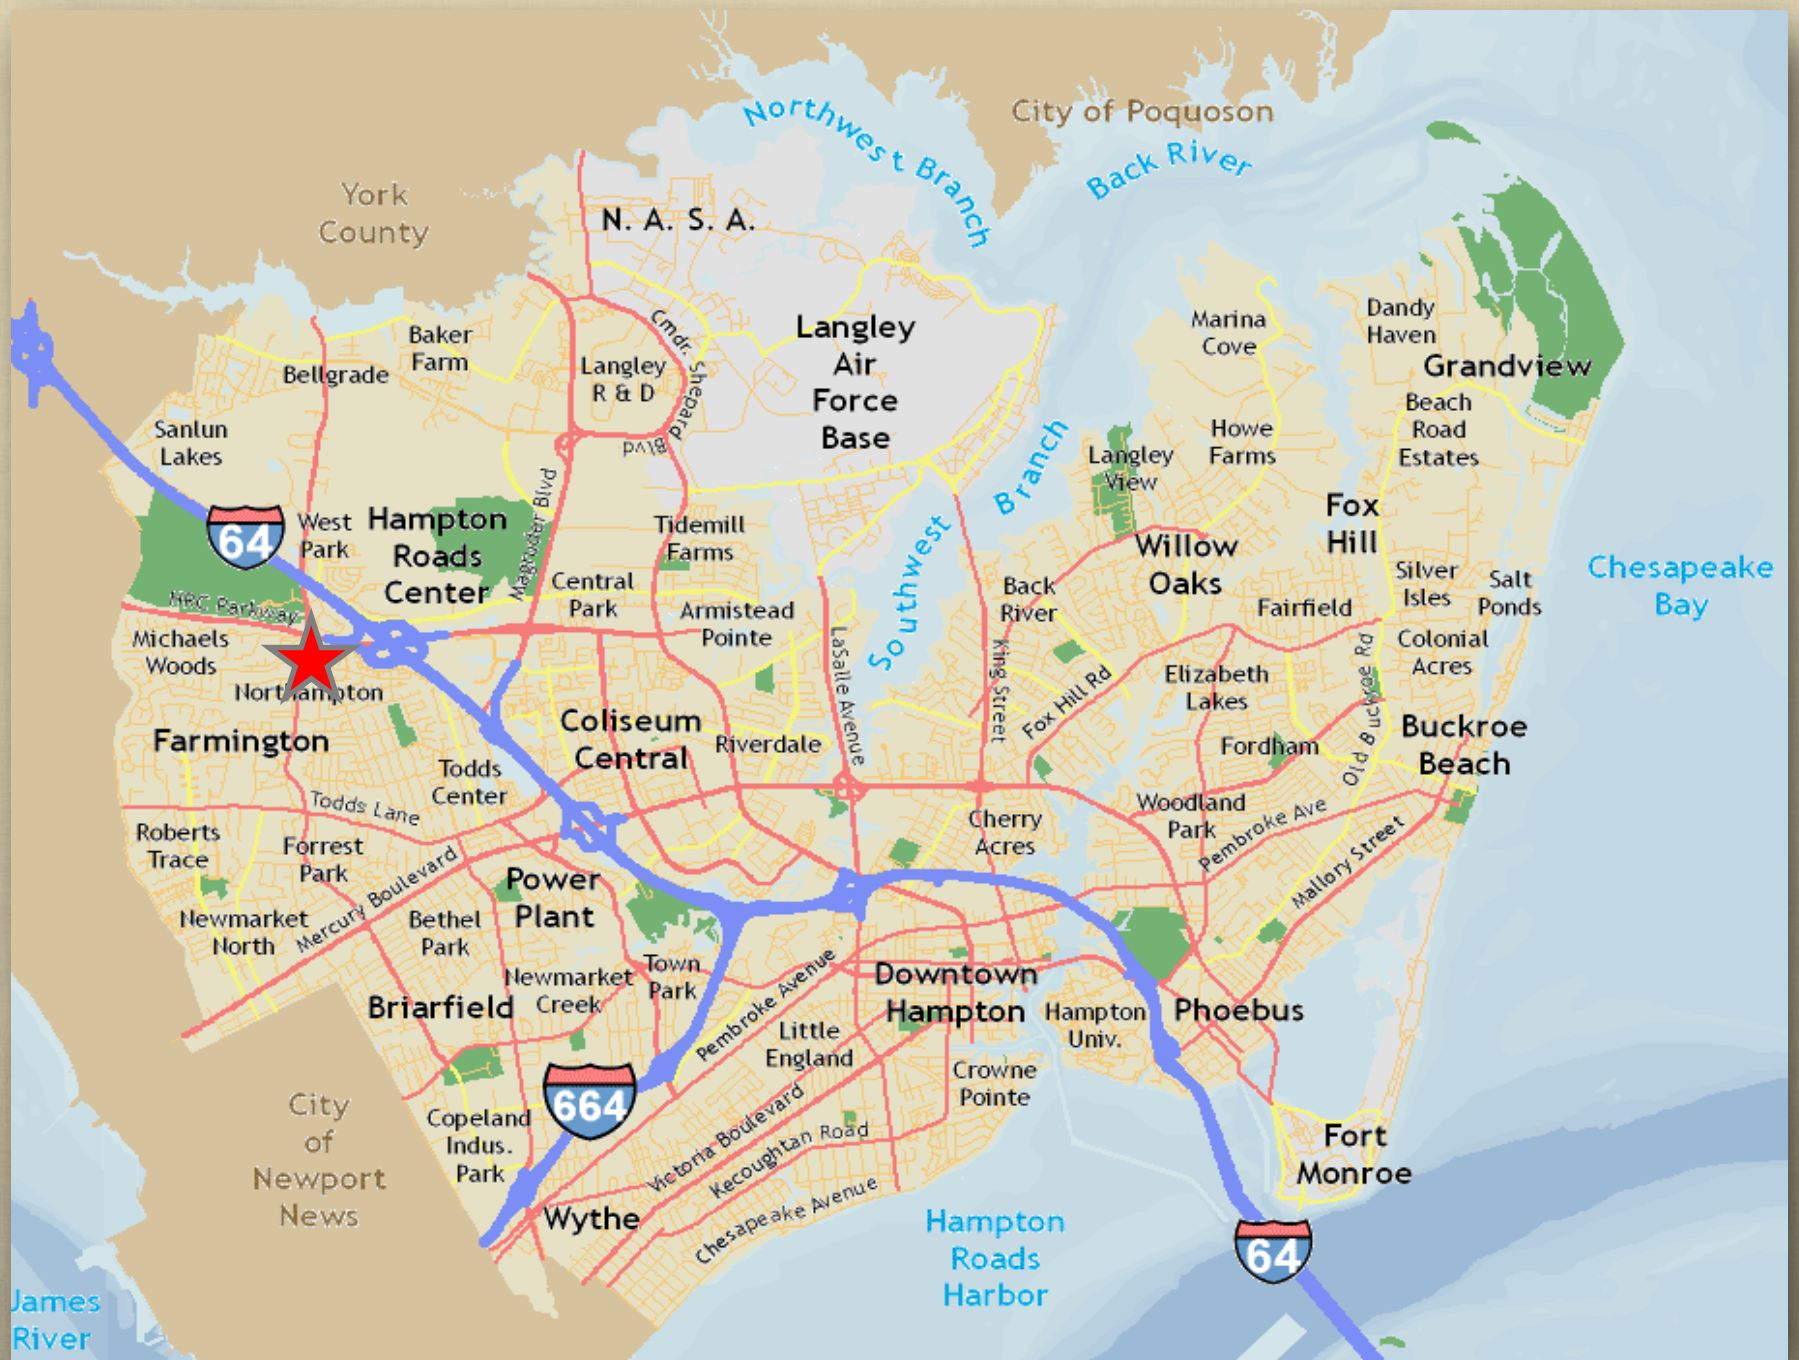 Northwest Branch
City of Poquoson
Back River
York
County
N. A. S. A.
Langley
Air
Force
Base
Cmdr. Shepard Blvd
Marina
Cove
Dandy
Haven
Grandview
Baker
Farm
Bellgrade
Langley
R & D
Beach
Road
Estates
Sanlun
Lakes
Howe
Farms
Langley
View
Southwest Branch
Magruder Blvd
64
West
Park
Hampton
Roads
Center
Tidemill
Farms
Fox
Hill
Willow
Oaks
Chesapeake
Bay
Silver
Isles
Salt
Ponds
Central
Park
Back
River
Fairfield
HRC Parkway
Armistead
Pointe
Michaels
Woods
Colonial
Acres
LaSalle Avenue
King Street
Fox Hill Rd
Old Buckroe Rd
Elizabeth
Lakes
Northampton
Farmington
Coliseum
Central
Riverdale
Fordham
Buckroe
Beach
Todds
Center
Todds Lane
Woodland
Park
Pembroke Ave
Cherry
Acres
Roberts
Trace
Forrest
Park
Mercury Boulevard
Mallory Street
Power
Plant
Newmarket
North
Bethel
Park
Newmarket
Creek
Town
Park
Pembroke Avenue
Downtown
Hampton
Briarfield
Hampton
Univ.
Phoebus
Little
England
Crowne
Pointe
664
City
of
Newport
News
Copeland
Indus.
Park
Victoria Boulevard
Kecoughtan Road
Chesapeake Avenue
Fort
Monroe
Wythe
Hampton
Roads
Harbor
64
James
River